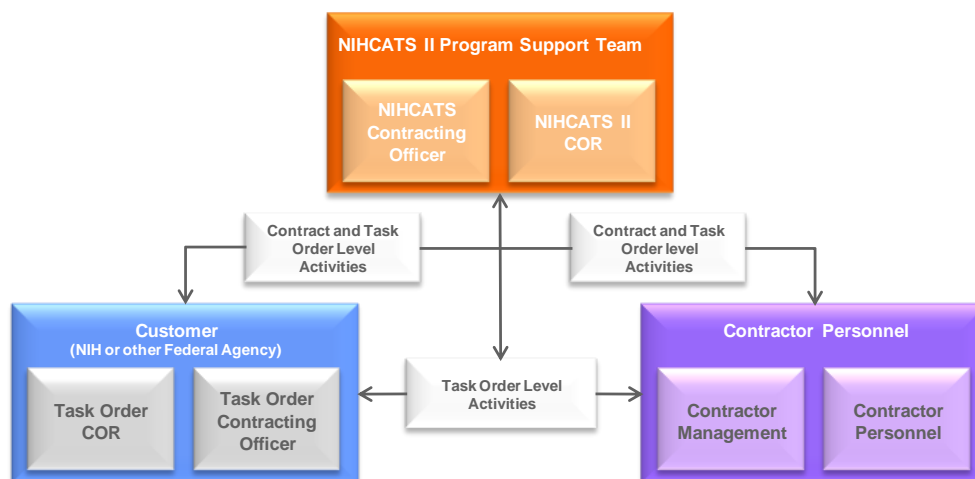 NIHCATS II Program Support Team
NIHCATS
Contracting
Officer
NIHCATS II
COR
Contract and Task
Order Level
Activities
Contract and Task
Order level
Activities
Customer
(NIH or other Federal Agency)
Task Order
COR
Task Order
Contracting
Officer
Task Order Level
Activities
Contractor Personnel
Contractor
Management
Contractor
Personnel